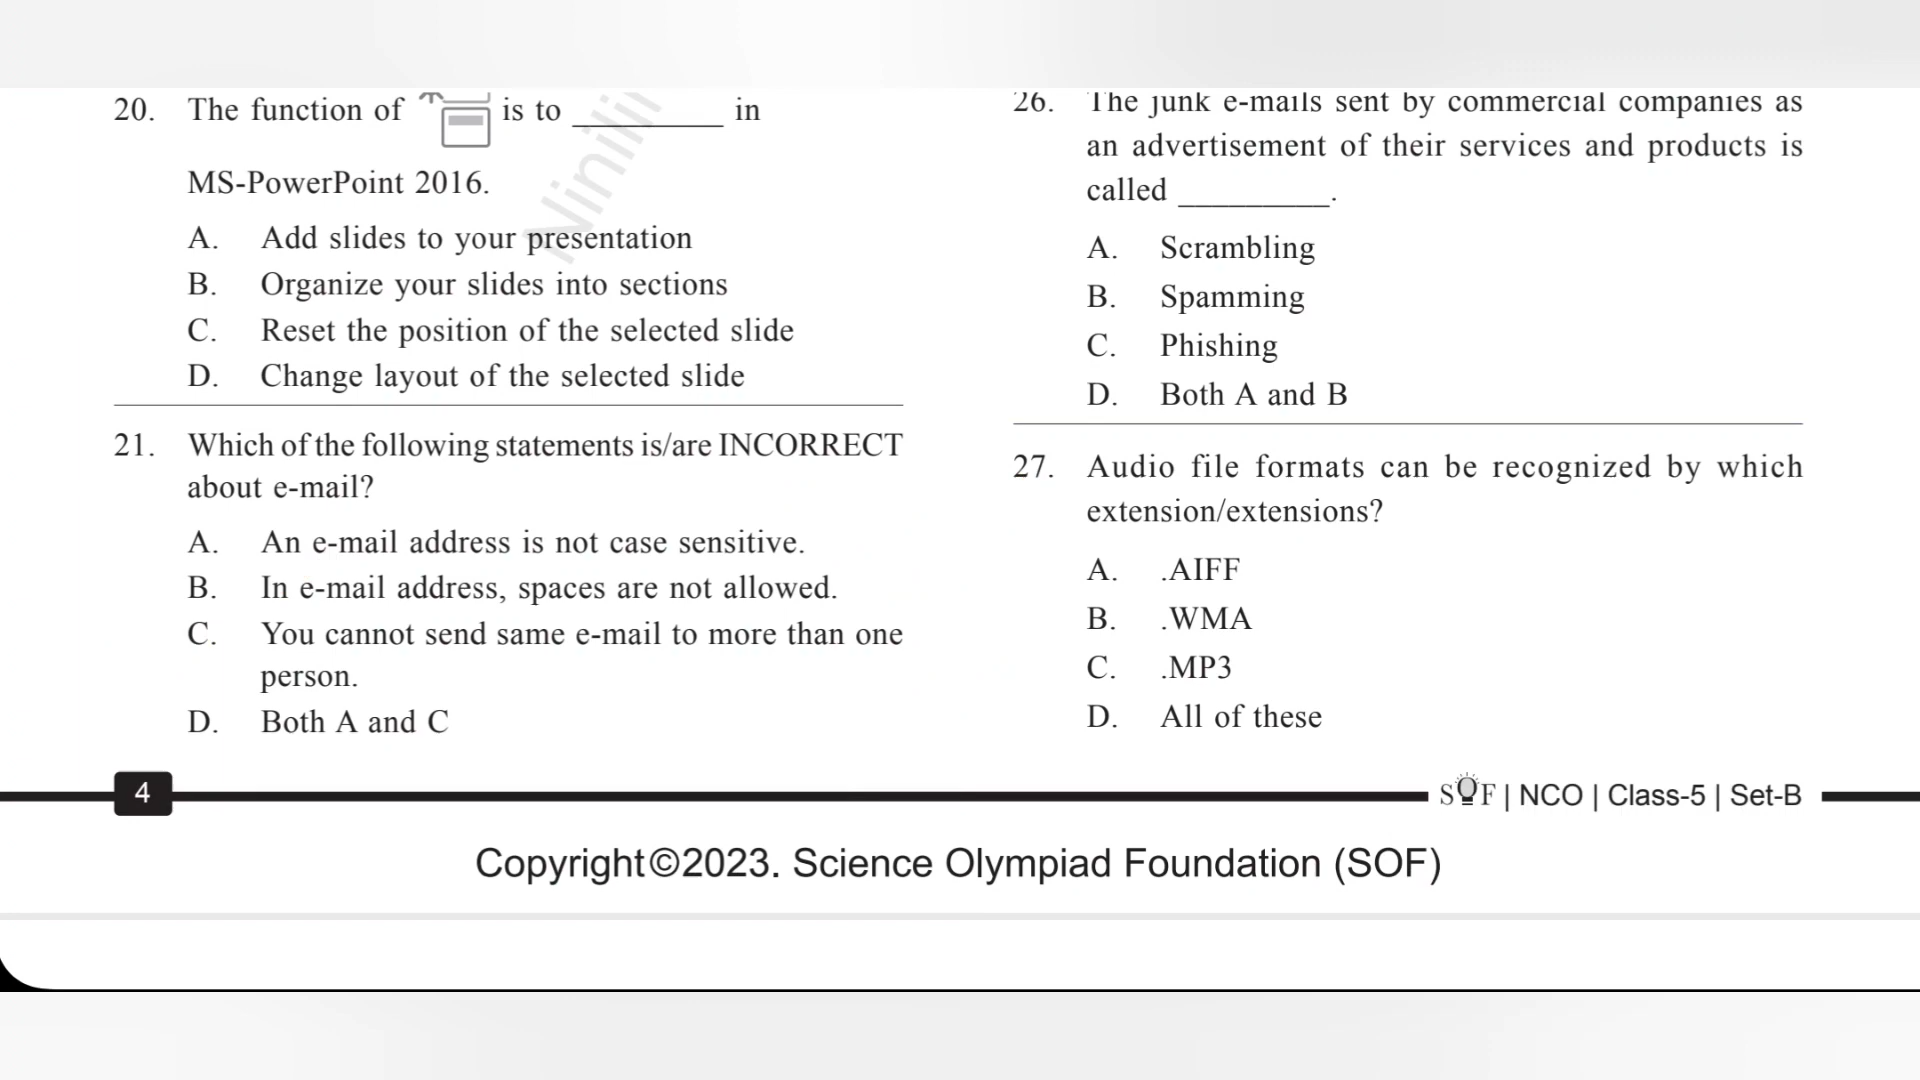 20. The function of is to _________ in
MS-PowerPoint 2016.
A. Add slides to your presentation
B. Organize your slides into sections
C. Reset the position of the selected slide
D. Change layout of the selected slide
21. Which of the following statements is/are INCORRECT
about e-mail?
A. An e-mail address is not case sensitive.
B. In e-mail address, spaces are not allowed.
C. You cannot send same e-mail to more than one
person.
D. Both A and C
26. The junk e-mails sent by commercial companies as
an advertisement of their services and products is
called _________.
A. Scrambling
B. Spamming
C. Phishing
D. Both A and B
27. Audio file formats can be recognized by which
extension/extensions?
A. .AIFF
B. .WMA
C. .MP3
D. All of these
4
SOF | NCO | Class-5 | Set-B
Copyright©2023. Science Olympiad Foundation (SOF)